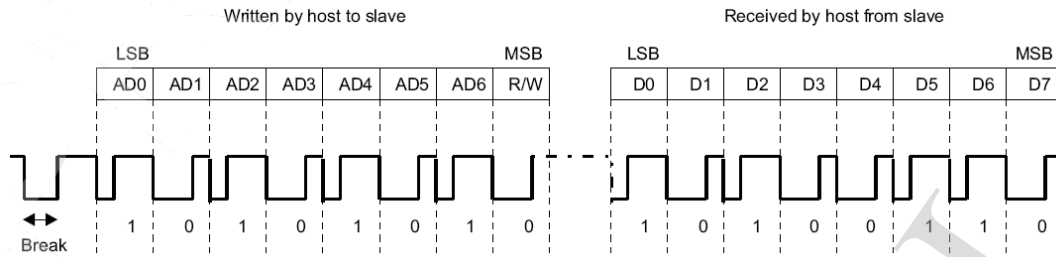 Written by host to slave Received by host from slave
LSB MSB LSB MSB
AD0 AD1 AD2 AD3 AD4 AD5 AD6 R/W D0 D1 D2 D3 D4 D5 D6 D7
1 0 1 0 1 0 1 0 1 0 1 0 0 1 1 0
Break